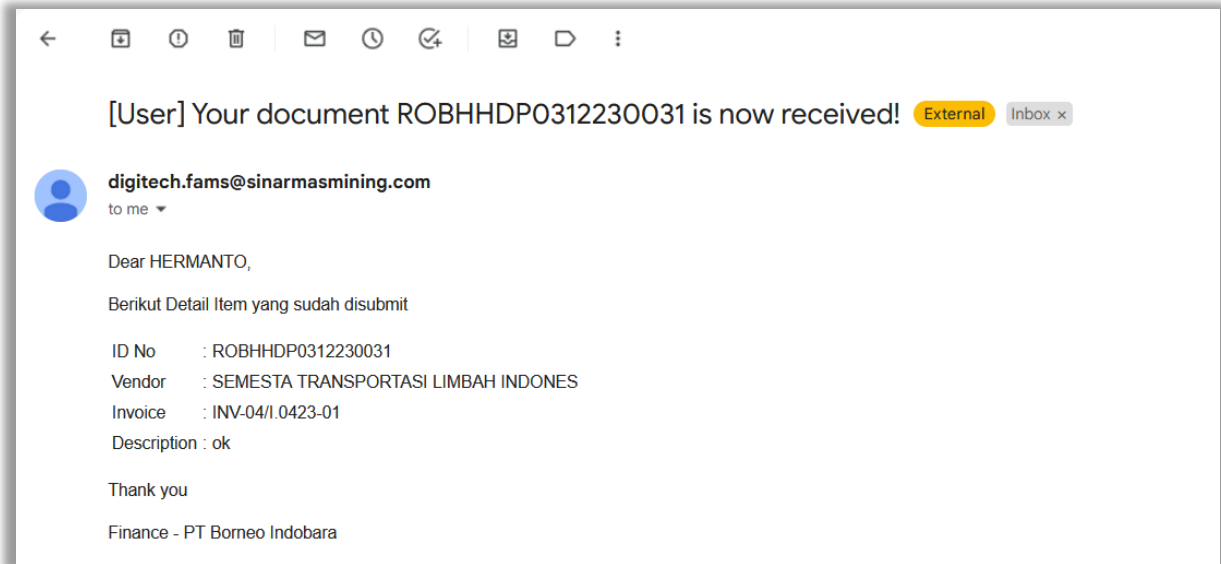 [User] Your document ROBHHDP0312230031 is now received! External Inbox ×
digitech.fams@sinarmasmining.com
to me
Dear HERMANTO,
Berikut Detail Item yang sudah disubmit
ID No : ROBHHDP0312230031
Vendor : SEMESTA TRANSPORTASI LIMBAH INDONES
Invoice : INV-04/I.0423-01
Description : ok
Thank you
Finance - PT Borneo Indobara